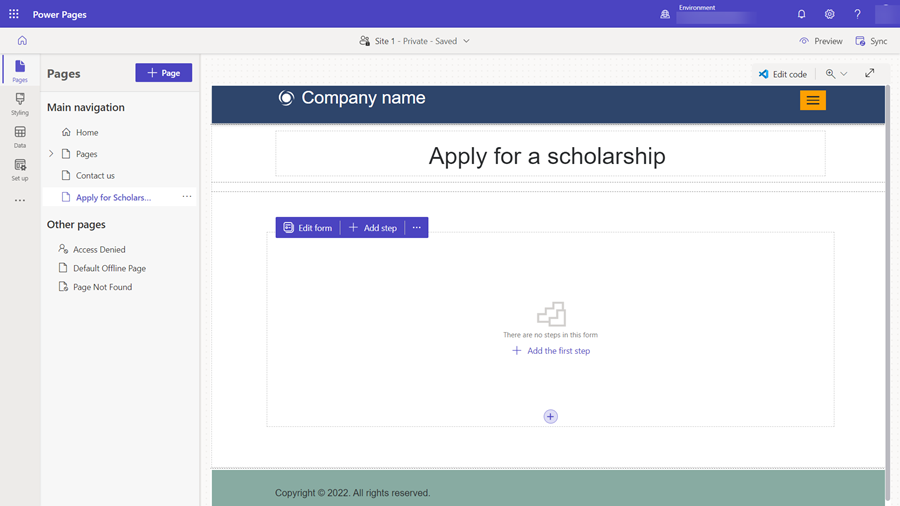 Power Pages
Environment
?
Site 1 - Private - Saved
Preview
Sync
Pages
Styling
Data
Set up
Pages
+ Page
Main navigation
Home
Pages
Contact us
Apply for Scholars...
Other pages
Access Denied
Default Offline Page
Page Not Found
Edit code
Company name
Apply for a scholarship
Edit form
Add step
There are no steps in this form
Add the first step
Copyright © 2022. All rights reserved.